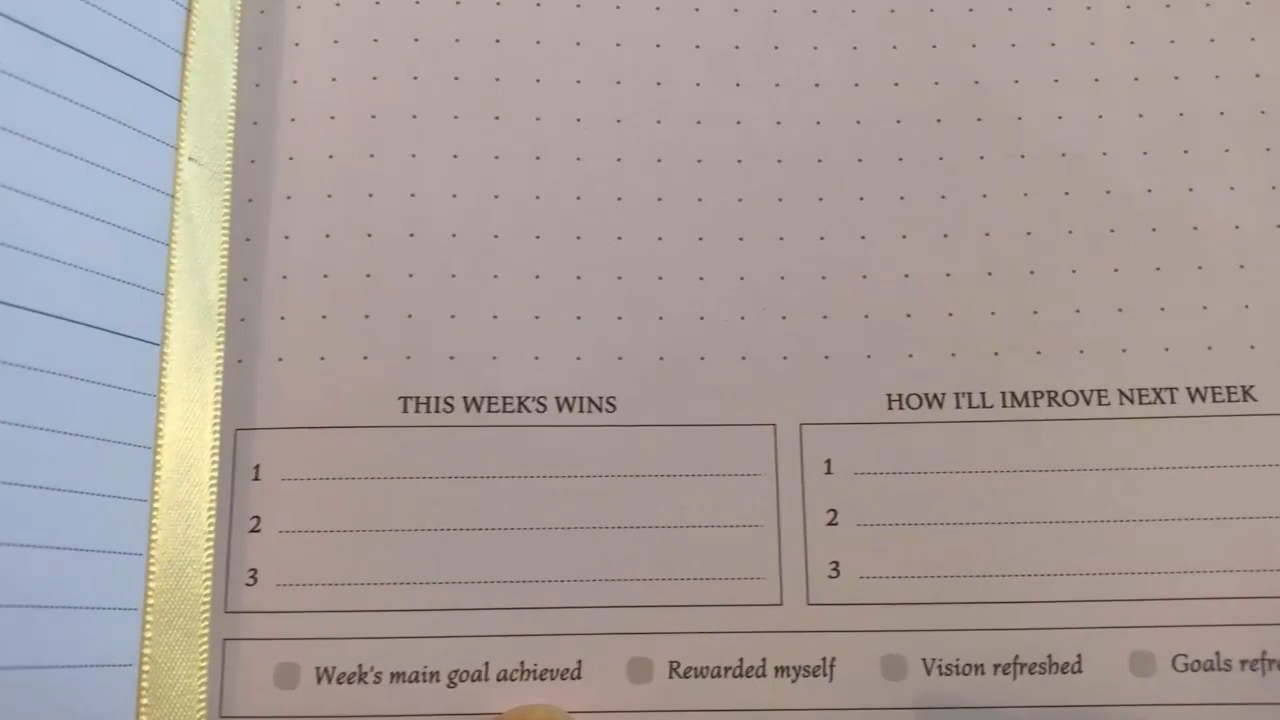 THIS WEEK'S WINS
HOW I'LL IMPROVE NEXT WEEK
1
2
3
1
2
3
Week's main goal achieved
Rewarded myself
Vision refreshed
Goals